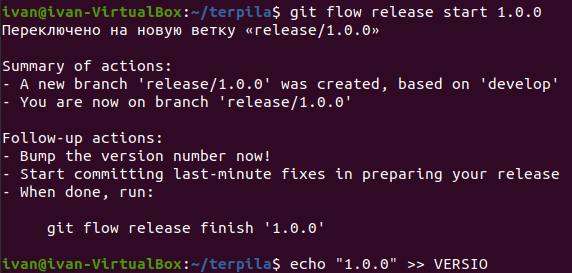 ivan@ivan-VirtualBox:~/terpila$ git flow release start 1.0.0
Переключено на новую ветку «release/1.0.0»
Summary of actions:
- A new branch 'release/1.0.0' was created, based on 'develop'
- You are now on branch 'release/1.0.0'
Follow-up actions:
- Bump the version number now!
- Start committing last-minute fixes in preparing your release
- When done, run:
git flow release finish '1.0.0'
ivan@ivan-VirtualBox:~/terpila$ echo "1.0.0" >> VERSIO